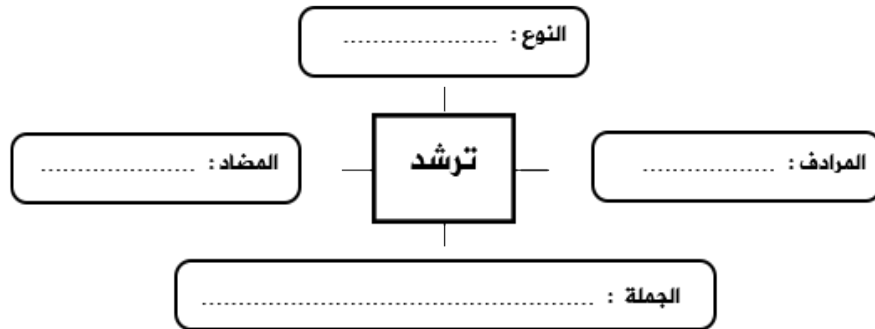 النوع : ......................
المرادف : ...................
ترشد
المضاد : ......................
الجملة : ........................................................